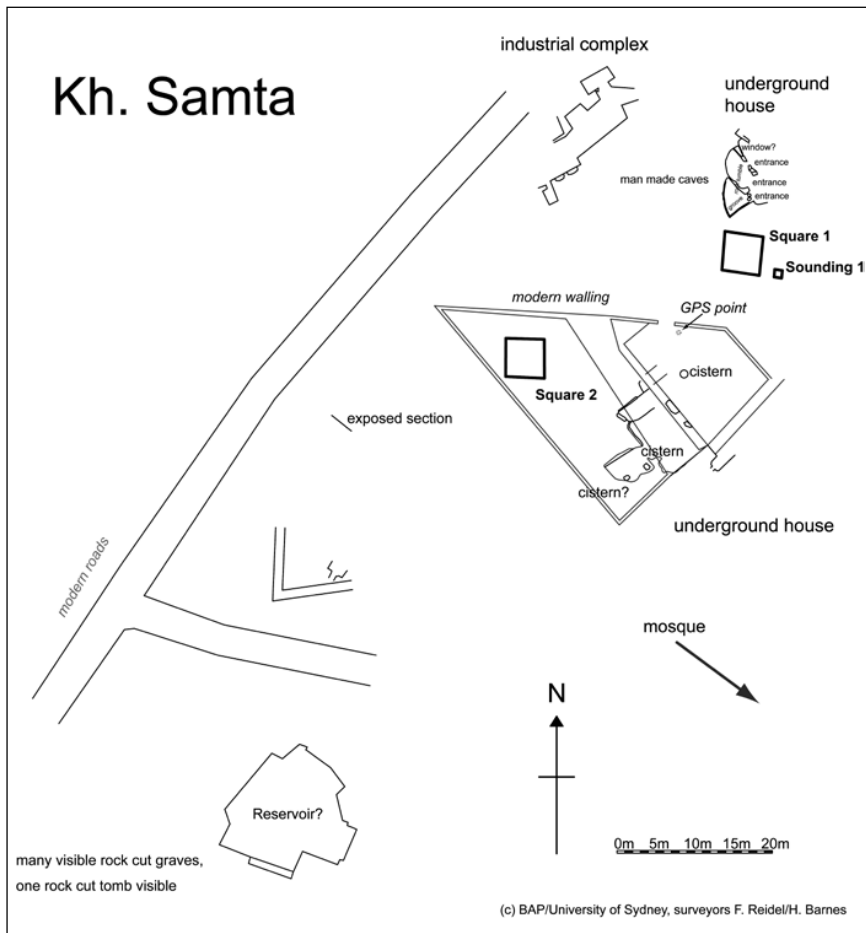 Kh. Samta
industrial complex
underground
house
window?
entrance
man made caves
entrance
groove
entrance
Square 1
Sounding 1
modern walling
GPS point
cistern
Square 2
exposed section
cistern
cistern?
underground house
modern roads
mosque
N
Reservoir?
0m 5m 10m 15m 20m
many visible rock cut graves,
one rock cut tomb visible
(c) BAP/University of Sydney, surveyors F. Reidel/H. Barnes